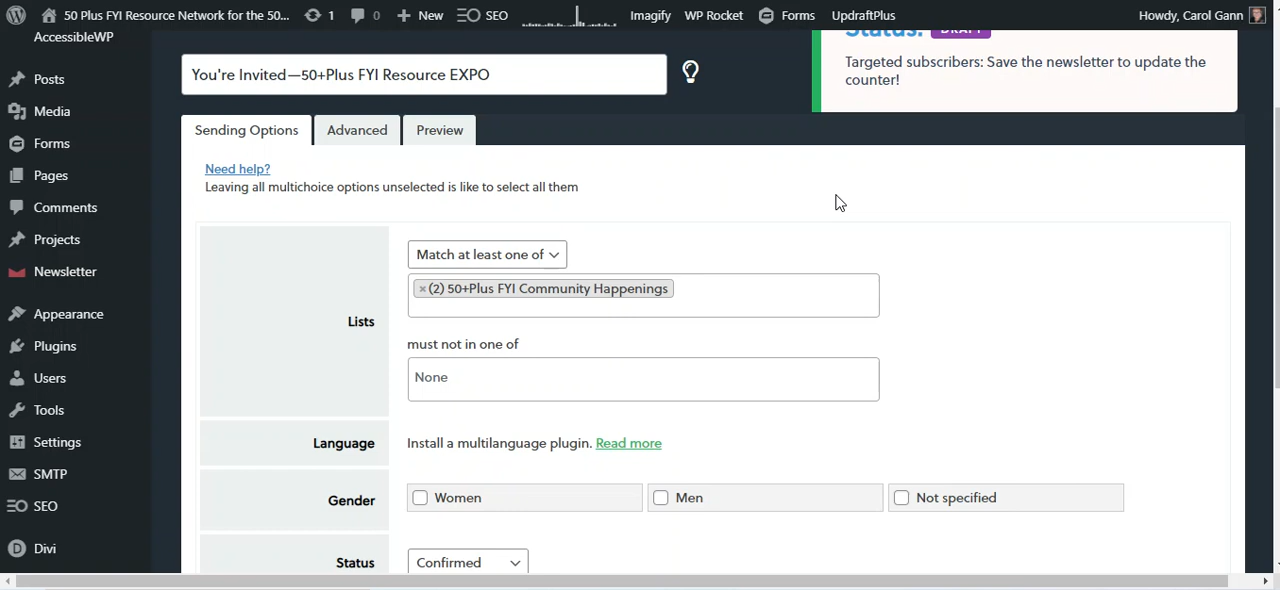 50 Plus FYI Resource Network for the 50... 1 0 New SEO Imagify WP Rocket Forms UpdraftPlus Howdy, Carol Gann
AccessibleWP
Posts
Media
Forms
Pages
Comments
Projects
Newsletter
Appearance
Plugins
Users
Tools
Settings
SMTP
SEO
Divi
You're Invited—50+Plus FYI Resource EXPO
Status: DRAFT
Targeted subscribers: Save the newsletter to update the
counter!
Sending Options Advanced Preview
Need help?
Leaving all multichoice options unselected is like to select all them
Lists
Match at least one of
× (2) 50+Plus FYI Community Happenings
must not in one of
None
Language Install a multilanguage plugin. Read more
Gender Women Men Not specified
Status Confirmed